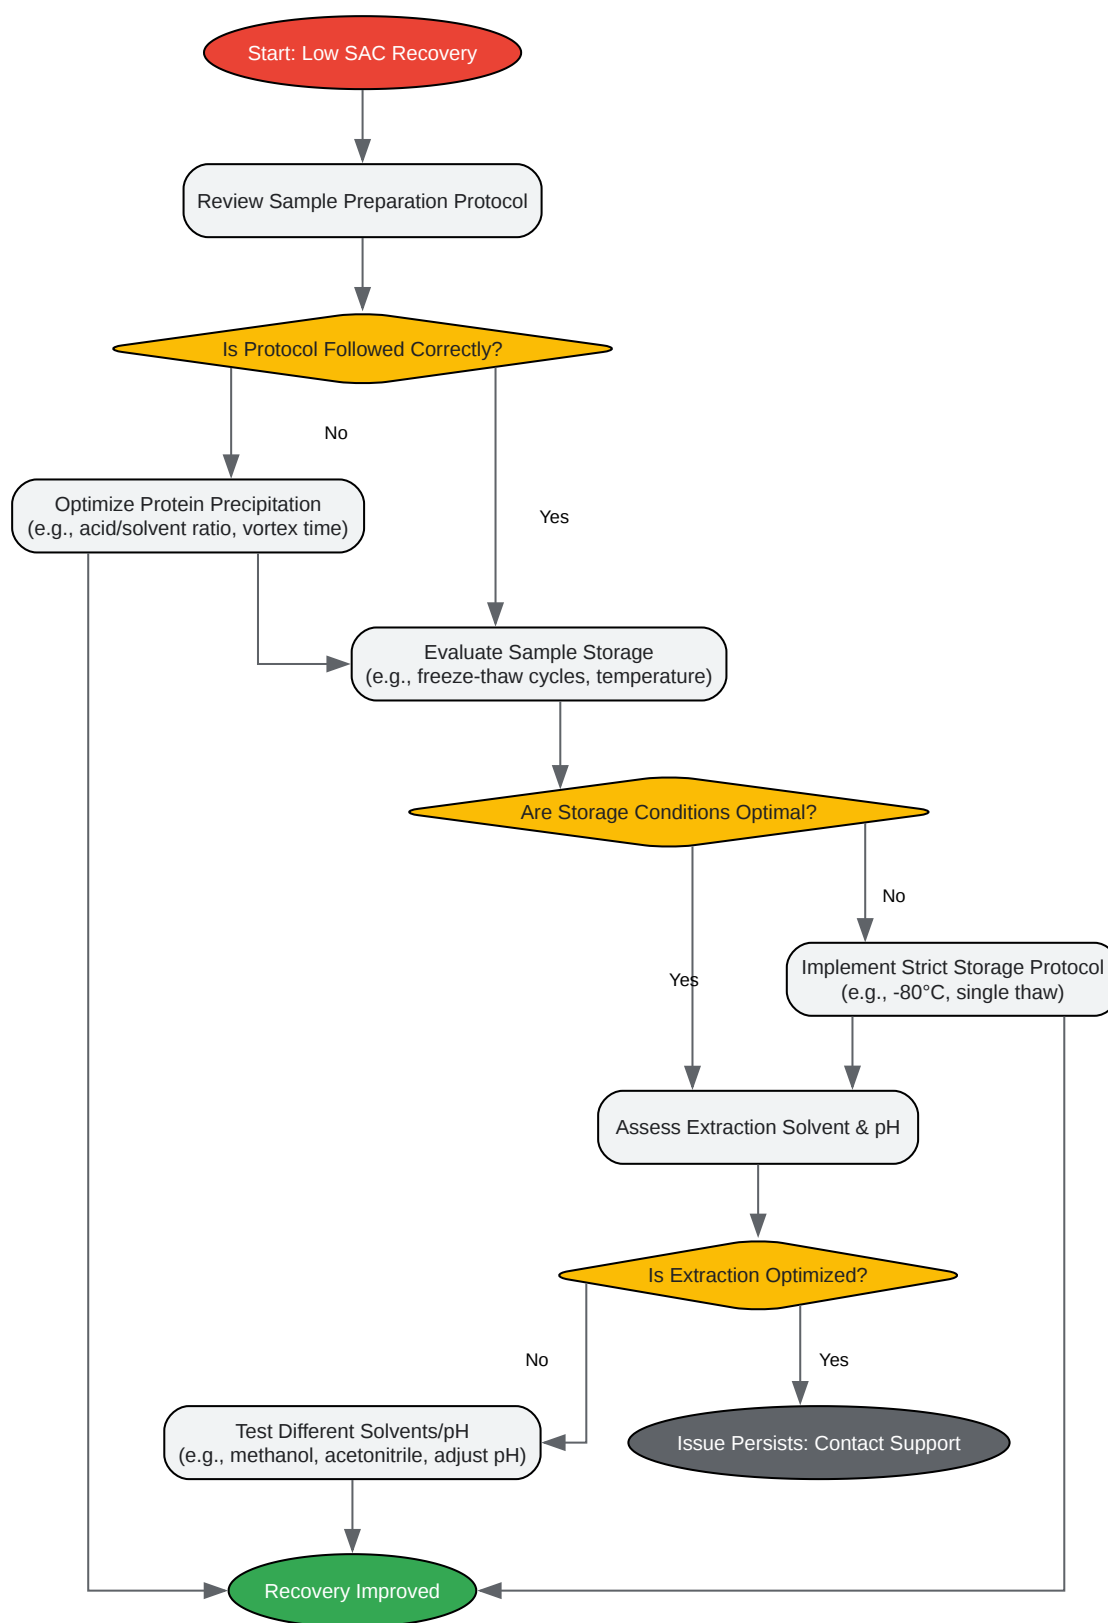 Start: Low SAC Recovery
Review Sample Preparation Protocol
Is Protocol Followed Correctly?
No
Optimize Protein Precipitation
(e.g., acid/solvent ratio, vortex time)
Yes
Evaluate Sample Storage
(e.g., freeze-thaw cycles, temperature)
Are Storage Conditions Optimal?
No
Implement Strict Storage Protocol
(e.g., -80°C, single thaw)
Yes
Assess Extraction Solvent & pH
Is Extraction Optimized?
No
Yes
Test Different Solvents/pH
(e.g., methanol, acetonitrile, adjust pH)
Issue Persists: Contact Support
Recovery Improved